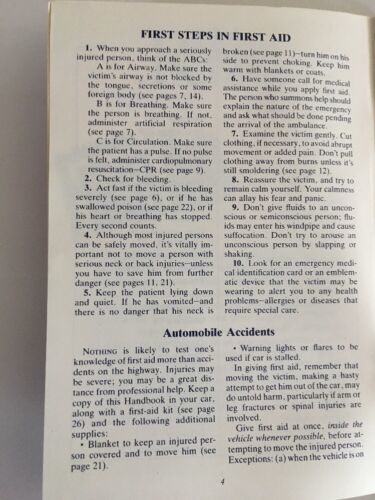 FIRST STEPS IN FIRST AID
1. When you approach a seriously
injured person, think of the ABCs:
A is for Airway. Make sure the
victim's airway is not blocked by
the tongue, secretions or some
foreign body (see pages 7, 14).
B is for Breathing. Make sure
the person is breathing. If not,
administer artificial respiration
(see page 7).
C is for Circulation. Make sure
the patient has a pulse. If no pulse
is felt, administer cardiopulmonary
resuscitation–CPR (see page 9).
2. Check for bleeding.
3. Act fast if the victim is bleeding
severely (see page 6), or if he has
swallowed poison (see page 22), or if
his heart or breathing has stopped.
Every second counts.
4. Although most injured persons
can be safely moved, it's vitally im-
portant not to move a person with
serious neck or back injuries–unless
you have to save him from further
danger (see pages 11, 21).
5. Keep the patient lying down
and quiet. If he has vomited–and
there is no danger that his neck is
broken (see page 11)–turn him on his
side to prevent choking. Keep him
warm with blankets or coats.
6. Have someone call for medical
assistance while you apply first aid.
The person who summons help should
explain the nature of the emergency
and ask what should be done pending
the arrival of the ambulance.
7. Examine the victim gently. Cut
clothing, if necessary, to avoid abrupt
movement or added pain. Don't pull
clothing away from burns unless it's
still smoldering (see page 12).
8. Reassure the victim, and try to
remain calm yourself. Your calmness
can allay his fear and panic.
9. Don't give fluids to an uncon-
scious or semiconscious person; flu-
ids may enter his windpipe and cause
suffocation. Don't try to arouse an
unconscious person by slapping or
shaking.
10. Look for an emergency med-
ical identification card or an emblem-
atic device that the victim may be
wearing to alert you to any health
problems–allergies or diseases that
require special care.
Automobile Accidents
NOTHING is likely to test one's
knowledge of first aid more than acci-
dents on the highway. Injuries may
be severe; you may be a great dis-
tance from professional help. Keep a
copy of this Handbook in your car,
along with a first-aid kit (see page
26) and the following additional
supplies:
• Blanket to keep an injured per-
son covered and to move him (see
page 21).
• Warning lights or flares to be
used if car is stalled.
In giving first aid, remember that
moving the victim, making a hasty
attempt to get him out of the car, may
do untold harm, particularly if arm or
leg fractures or spinal injuries are
involved.
Give first aid at once, inside the
vehicle whenever possible, before at-
tempting to move the injured person.
Exceptions: (a) when the vehicle is on
4